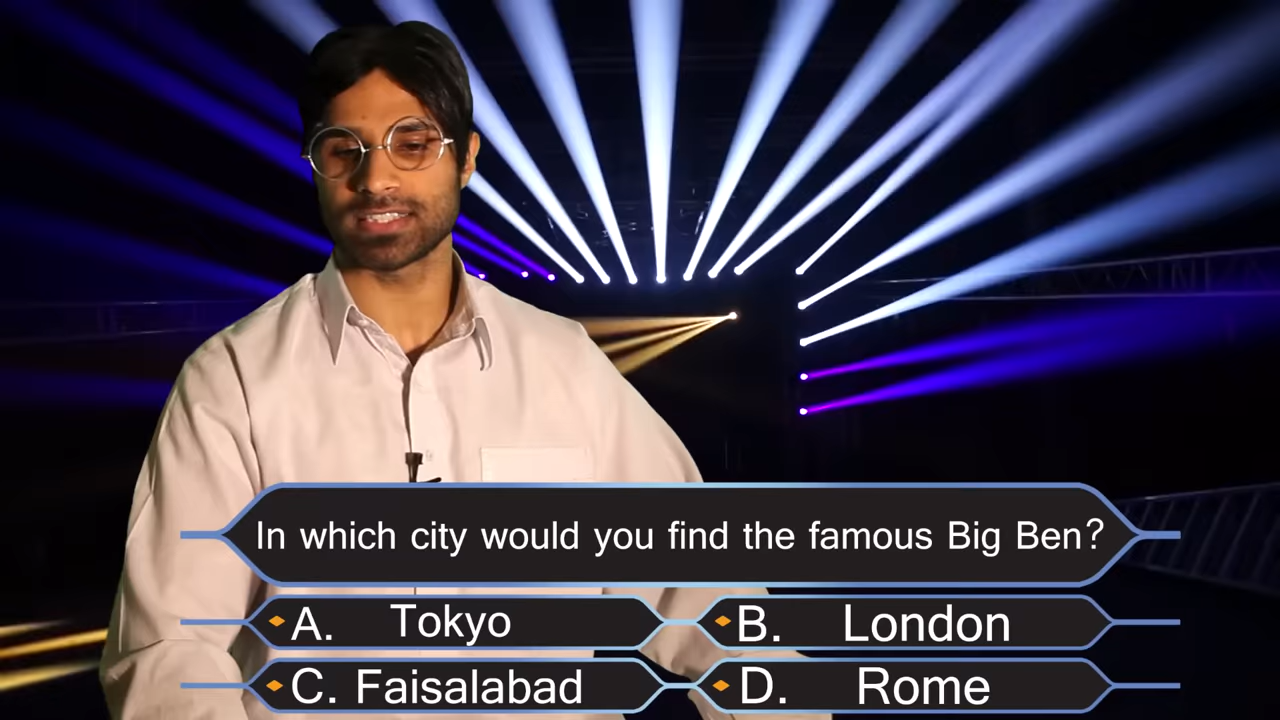 In which city would you find the famous Big Ben?
A. Tokyo
B. London
C. Faisalabad
D. Rome